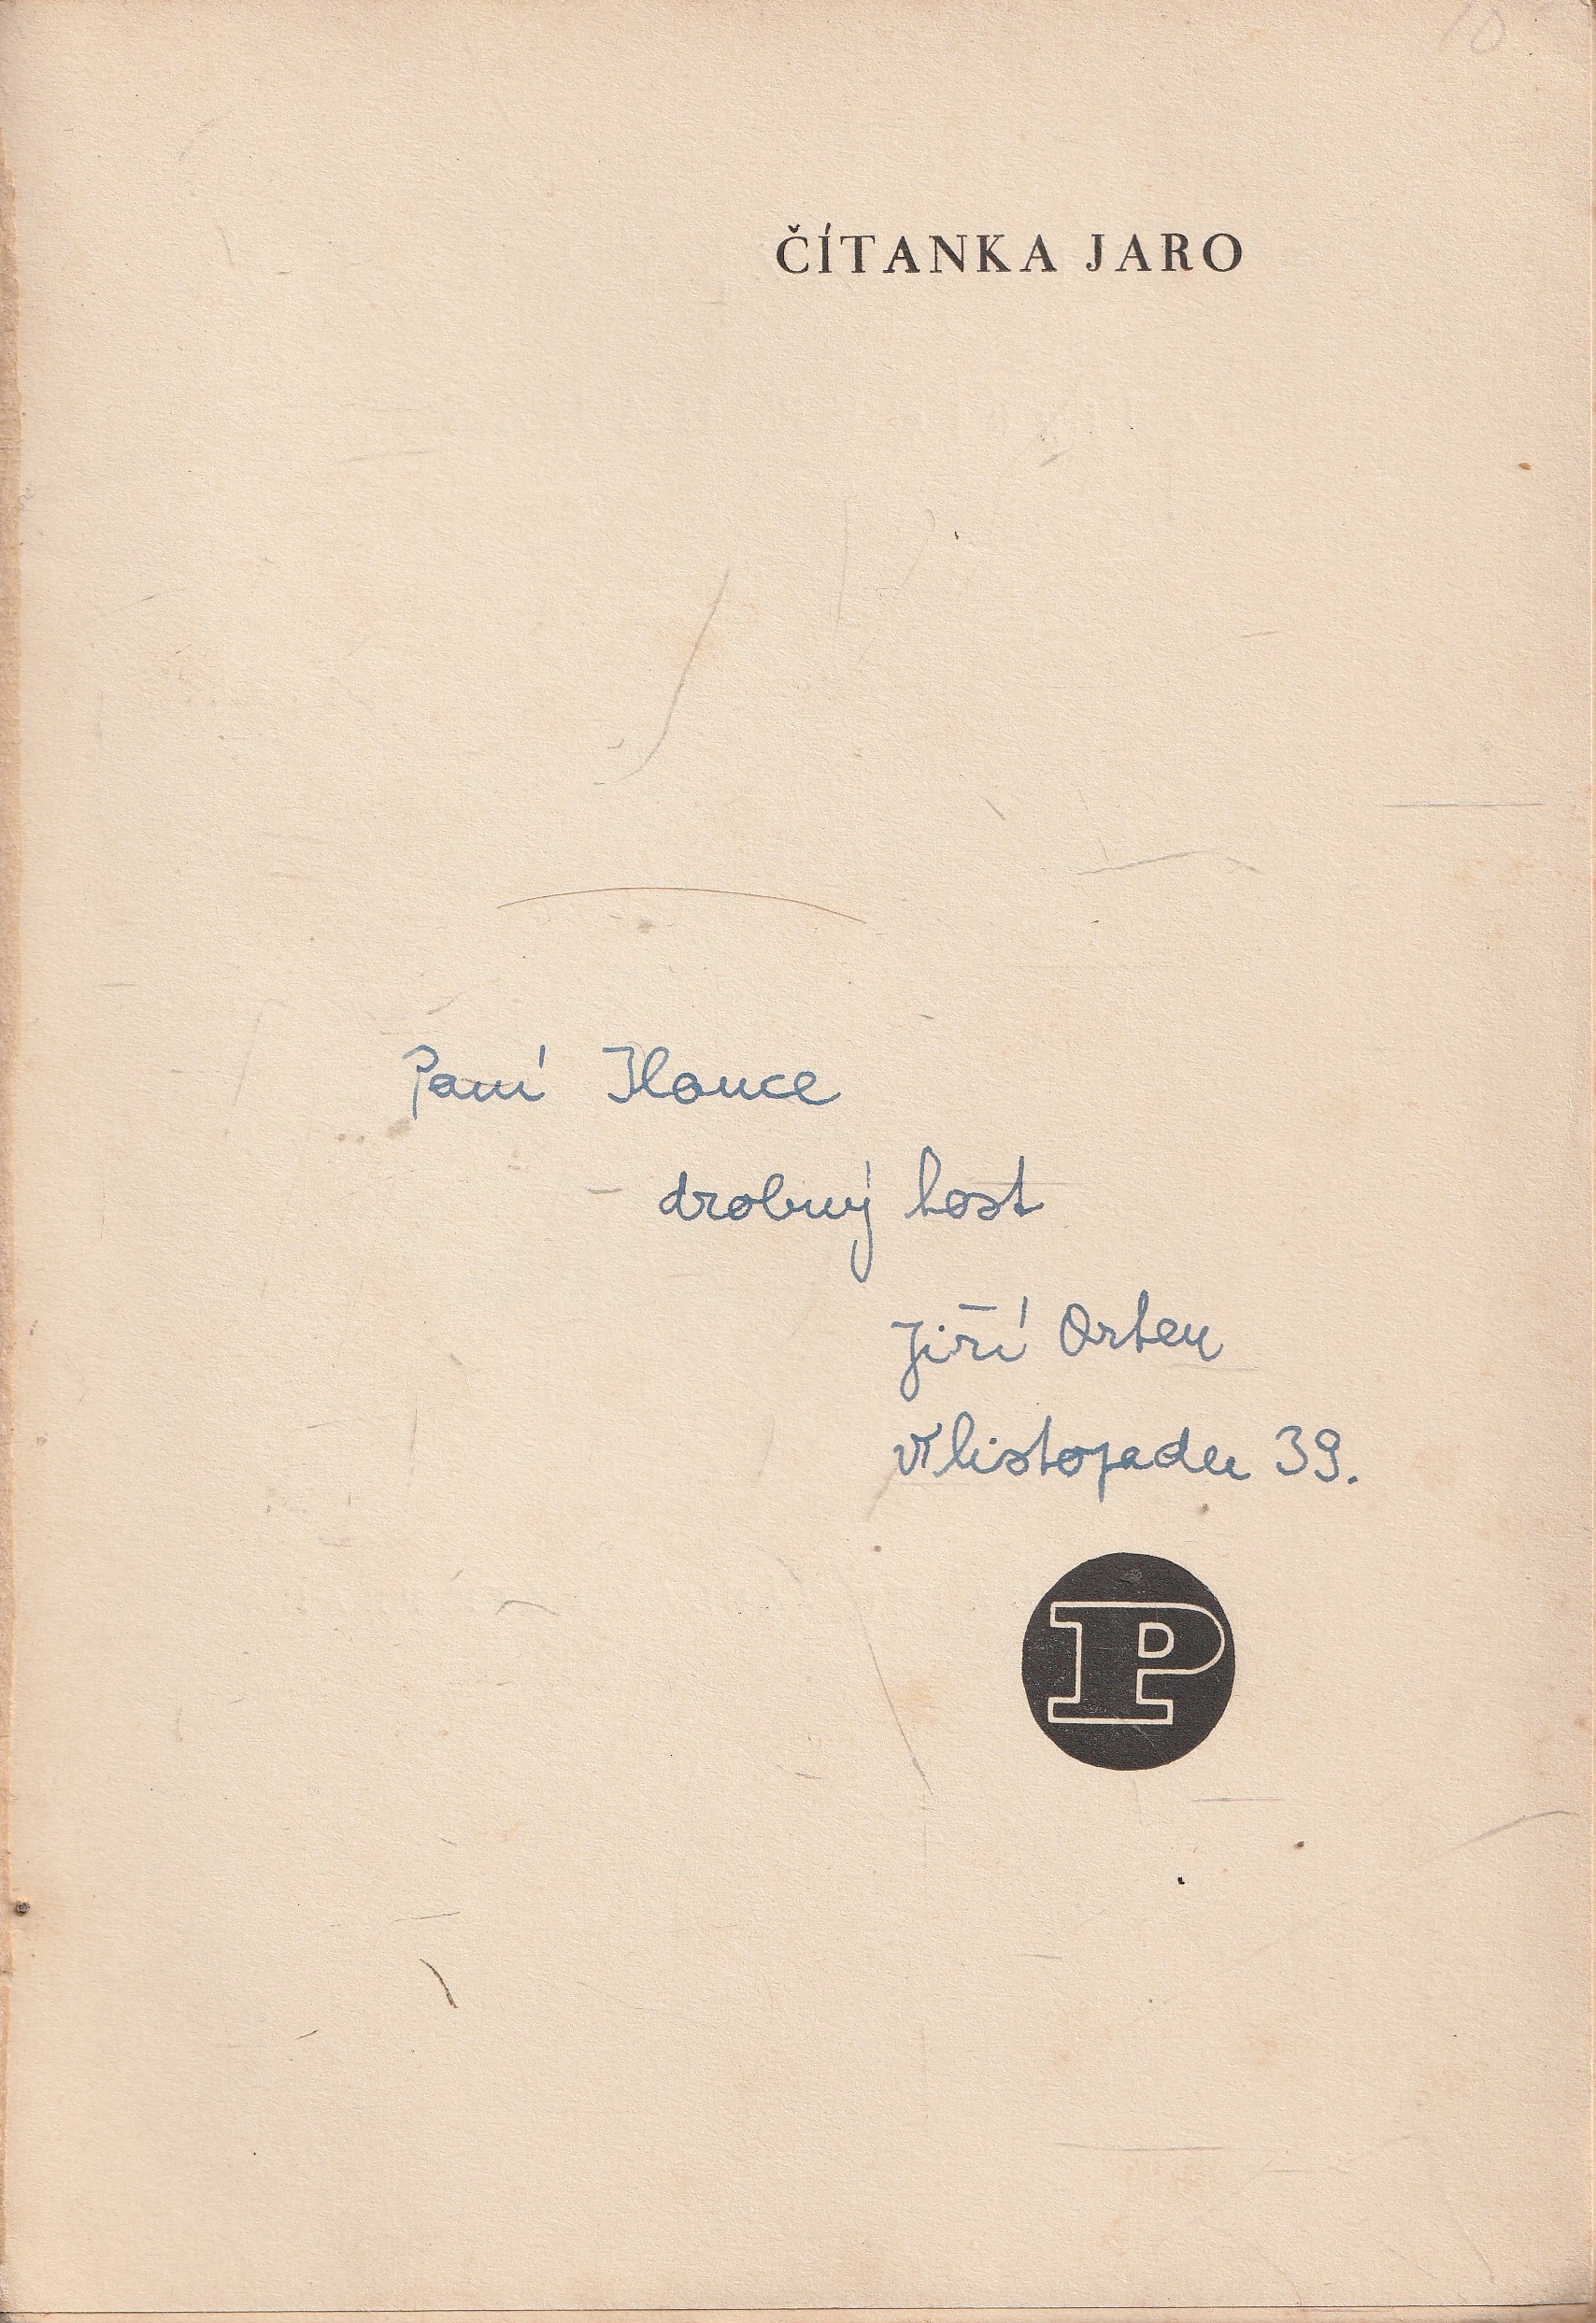 ČÍTANKA JARO
Paní Ilonce
drobný host
Jiří Orten
V listopadu 39.
P